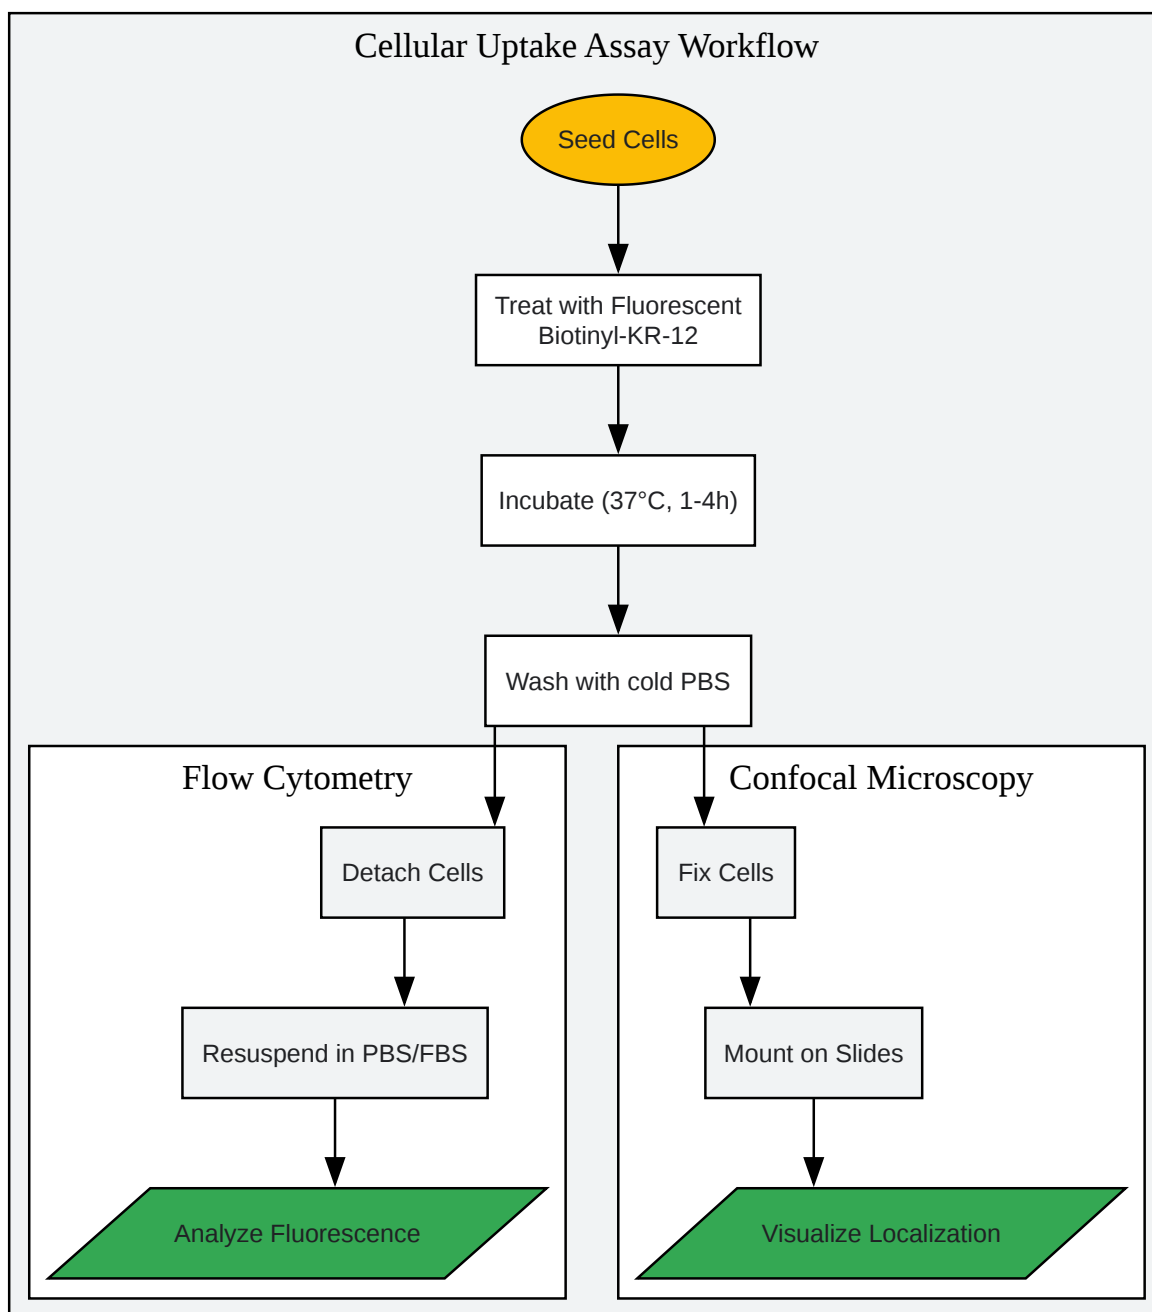 Cellular Uptake Assay Workflow
Seed Cells
Treat with Fluorescent
Biotinyl-KR-12
Incubate (37°C, 1-4h)
Wash with cold PBS
Flow Cytometry
Detach Cells
Resuspend in PBS/FBS
Analyze Fluorescence
Confocal Microscopy
Fix Cells
Mount on Slides
Visualize Localization